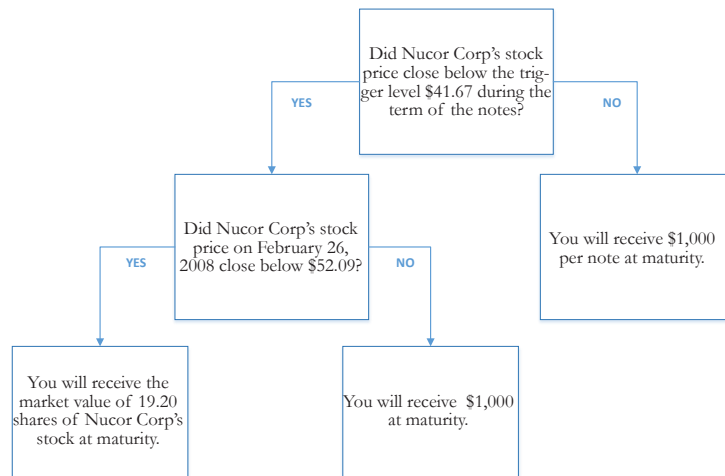 Did Nucor Corp's stock
price close below the trig-
ger level $41.67 during the
term of the notes?
YES
NO
Did Nucor Corp's stock
price on February 26,
2008 close below $52.09?
You will receive $1,000
per note at maturity.
YES
NO
You will receive the
market value of 19.20
shares of Nucor Corp's
stock at maturity.
You will receive $1,000
at maturity.